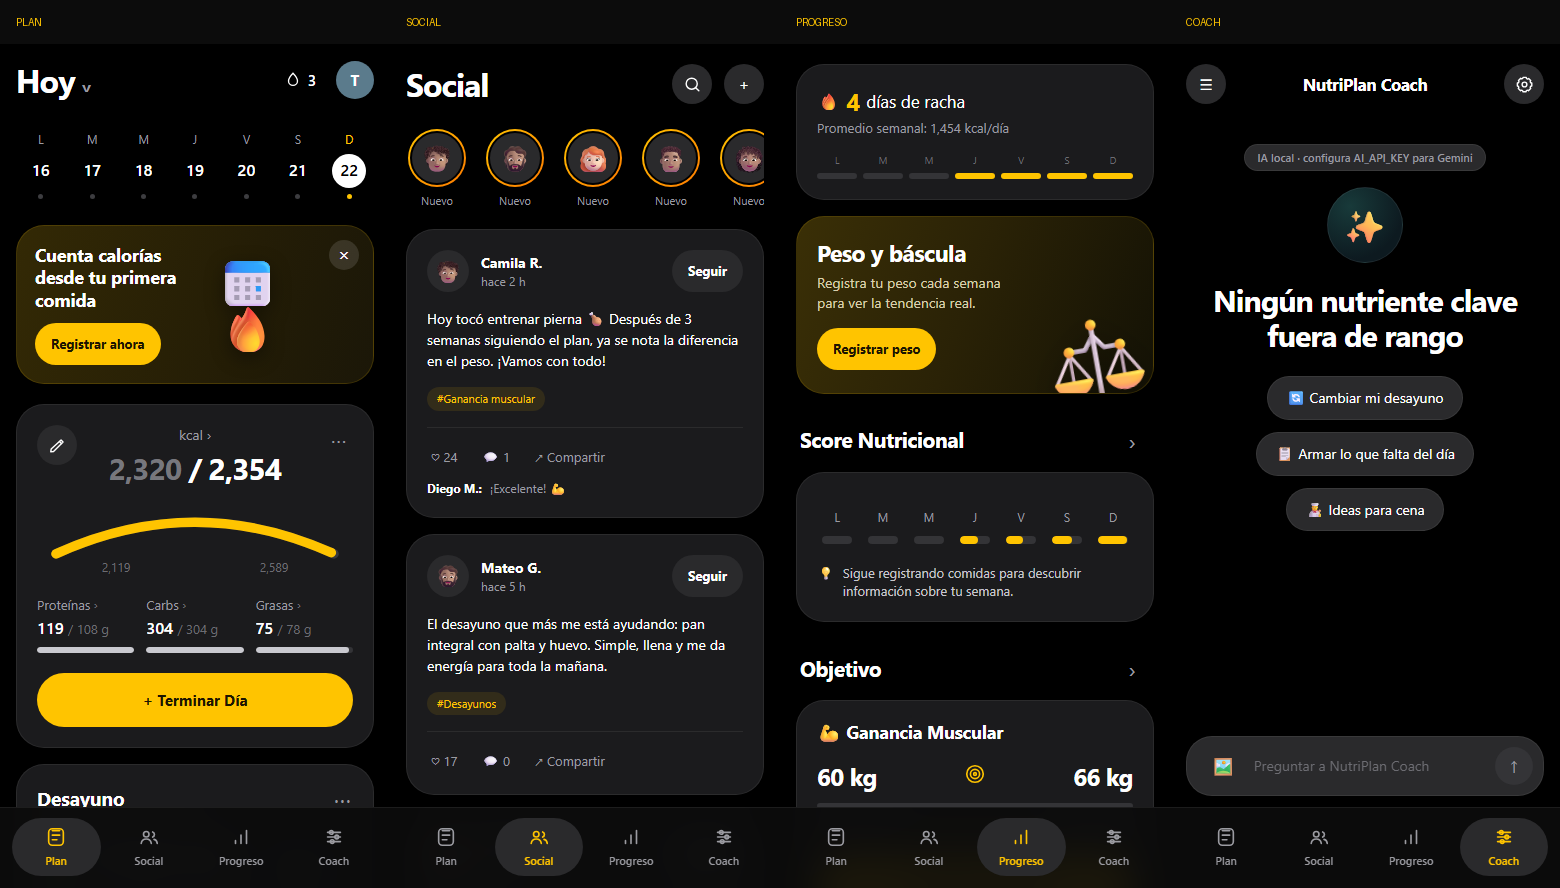 PLAN
Hoy v
3
T
L M M J V S D
16 17 18 19 20 21 22
Cuenta calorías
desde tu primera
comida
×
Registrar ahora
kcal ›
...
2,320 / 2,354
2,119 2,589
Proteínas › Carbs › Grasas ›
119 / 108 g 304 / 304 g 75 / 78 g
+ Terminar Día
Desayuno ...
Plan Social Progreso Coach
SOCIAL
Social
+
Nuevo Nuevo Nuevo Nuevo Nuevo
Camila R.
hace 2 h
Seguir
Hoy tocó entrenar pierna 🍗 Después de 3
semanas siguiendo el plan, ya se nota la diferencia
en el peso. ¡Vamos con todo!
#Ganancia muscular
♡ 24 💬 1 ↗ Compartir
Diego M.: ¡Excelente! 💪
Mateo G.
hace 5 h
Seguir
El desayuno que más me está ayudando: pan
integral con palta y huevo. Simple, llena y me da
energía para toda la mañana.
#Desayunos
♡ 17 💬 0 ↗ Compartir
Plan Social Progreso Coach
PROGRESO
🔥 4 días de racha
Promedio semanal: 1,454 kcal/día
L M M J V S D
Peso y báscula
Registra tu peso cada semana
para ver la tendencia real.
Registrar peso
Score Nutricional ›
L M M J V S D
💡 Sigue registrando comidas para descubrir
información sobre tu semana.
Objetivo ›
💪 Ganancia Muscular
60 kg 66 kg
Plan Social Progreso Coach
COACH
☰ NutriPlan Coach
IA local · configura AI_API_KEY para Gemini
Ningún nutriente clave
fuera de rango
🔄 Cambiar mi desayuno
📋 Armar lo que falta del día
Ideas para cena
Preguntar a NutriPlan Coach ↑
Plan Social Progreso Coach